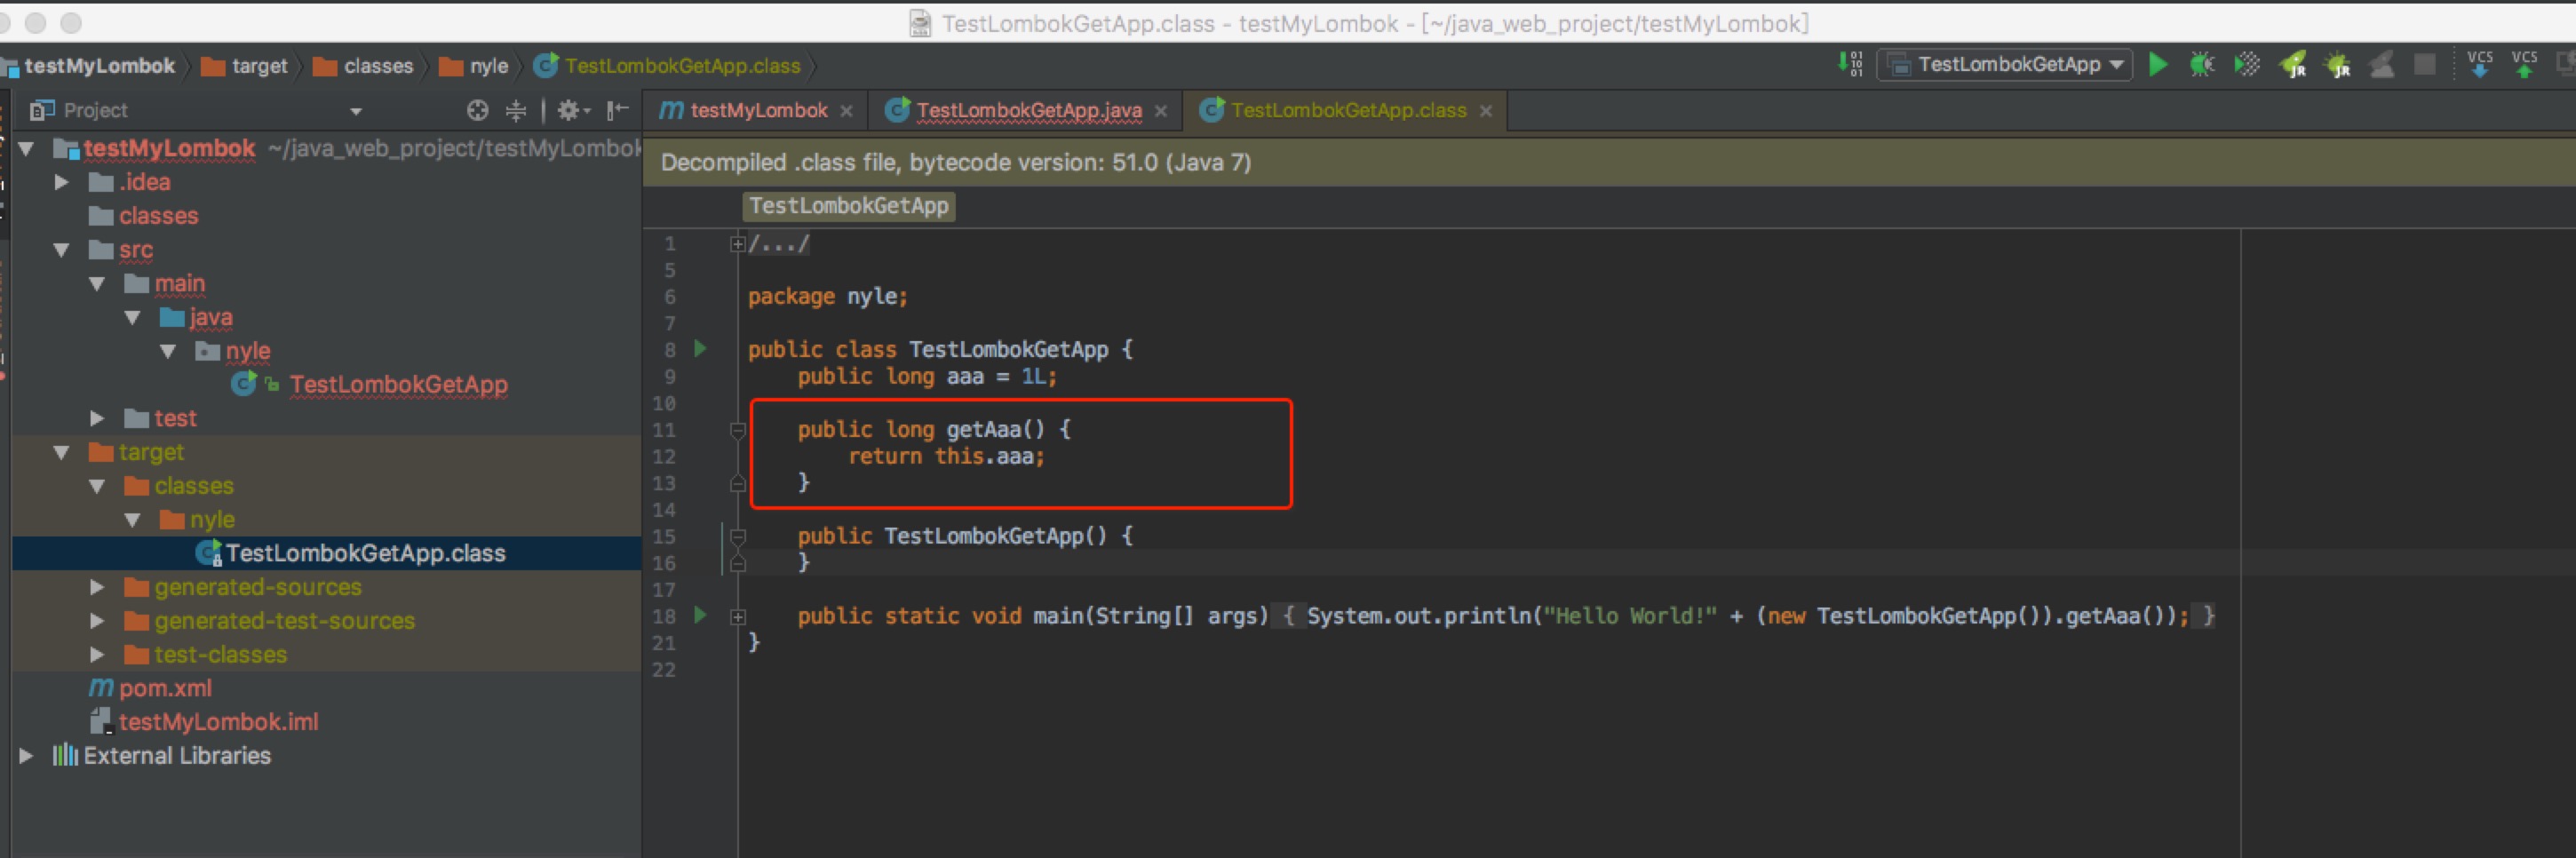 TestLombokGetApp.class - testMyLombok - [~/java_web_project/testMyLombok]
testMyLombok target classes nyle TestLombokGetApp.class
TestLombokGetApp
VCS VCS
Project
testMyLombok
TestLombokGetApp.java
TestLombokGetApp.class
testMyLombok ~/java_web_project/testMyLombok
.idea
classes
src
main
java
nyle
TestLombokGetApp
test
target
classes
nyle
TestLombokGetApp.class
generated-sources
generated-test-sources
test-classes
pom.xml
testMyLombok.iml
External Libraries
Decompiled .class file, bytecode version: 51.0 (Java 7)
TestLombokGetApp
1 /.../
5
6 package nyle;
7
8 public class TestLombokGetApp {
9 public long aaa = 1L;
10
11 public long getAaa() {
12 return this.aaa;
13 }
14
15 public TestLombokGetApp() {
16 }
17
18 public static void main(String[] args) { System.out.println("Hello World!" + (new TestLombokGetApp()).getAaa()); }
21 }
22